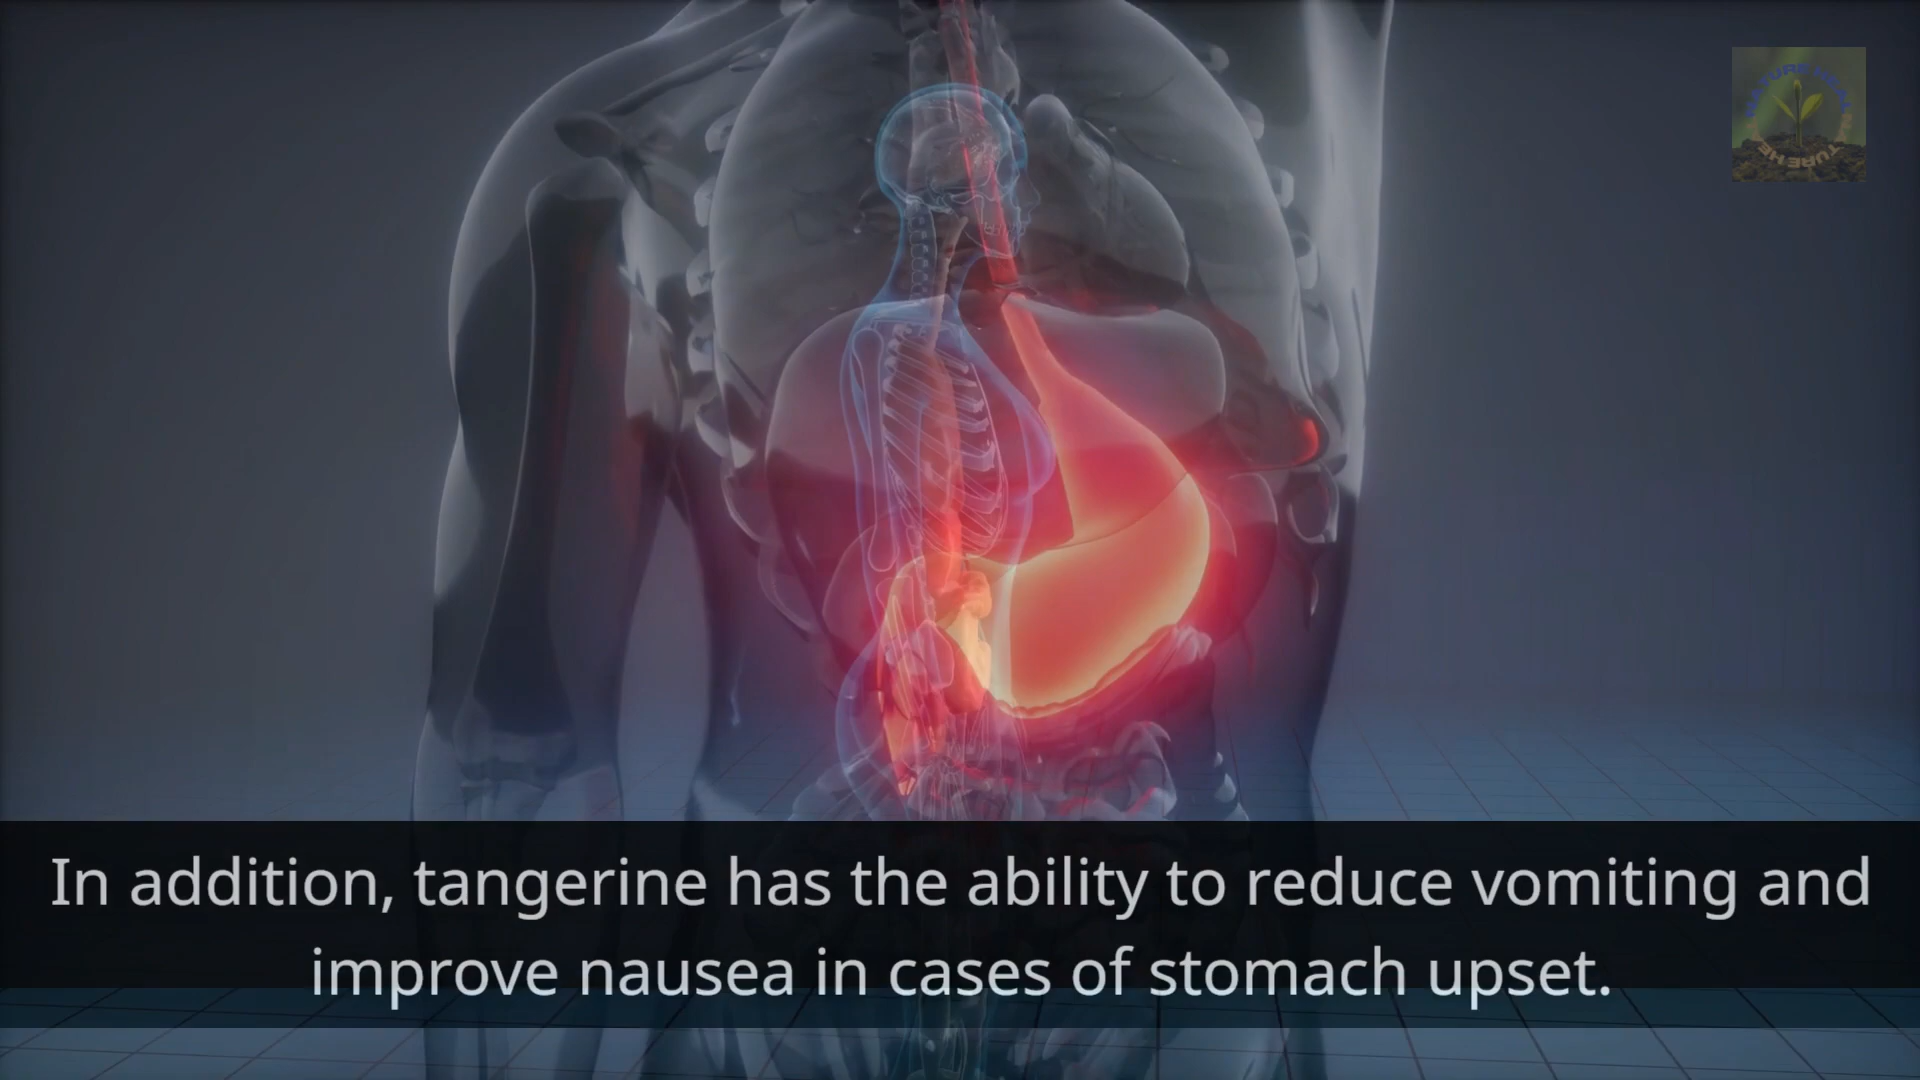 In addition, tangerine has the ability to reduce vomiting and
improve nausea in cases of stomach upset.